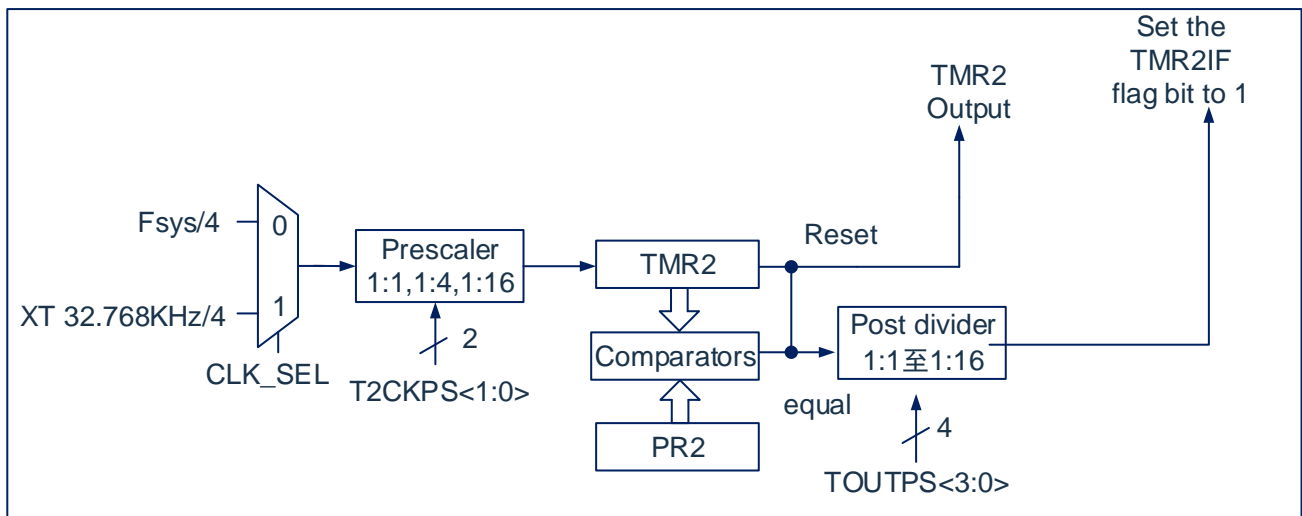 Set the
TMR2IF
flag bit to 1
TMR2
Output
Fsys/4
0
Prescaler
1:1,1:4,1:16
TMR2
Reset
XT 32.768KHz/4
1
CLK_SEL
2
T2CKPS<1:0>
Comparators
equal
Post divider
1:1至1:16
PR2
4
TOUTPS<3:0>